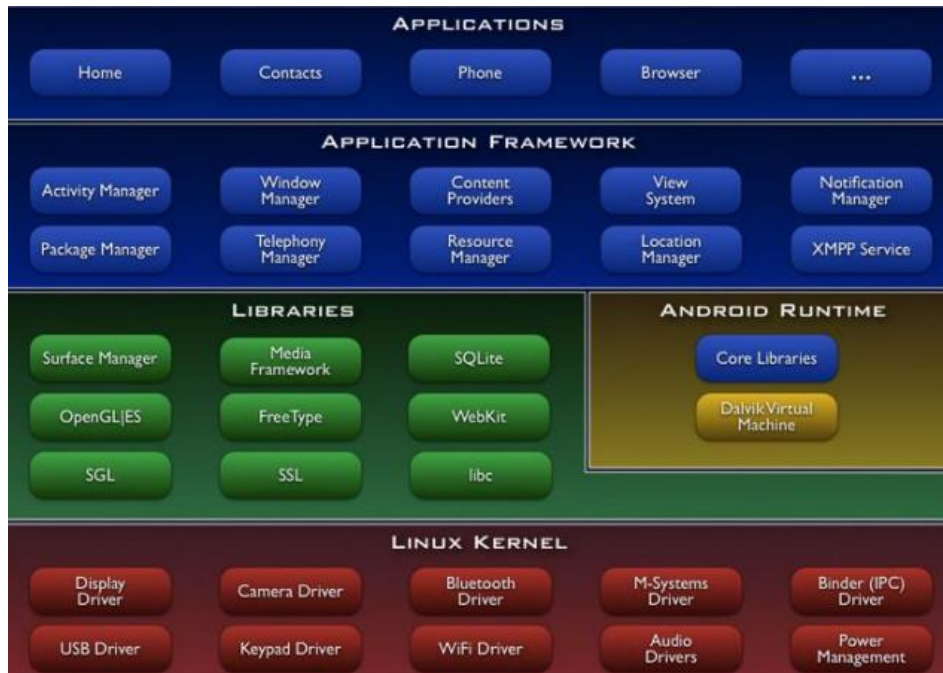 APPLICATIONS
Home
Contacts
Phone
Browser
...
APPLICATION FRAMEWORK
Activity Manager
Window
Manager
Content
Providers
View
System
Notification
Manager
Package Manager
Telephony
Manager
Resource
Manager
Location
Manager
XMPP Service
LIBRARIES
Surface Manager
Media
Framework
SQLite
OpenGL|ES
FreeType
WebKit
SGL
SSL
libc
ANDROID RUNTIME
Core Libraries
Dalvik Virtual
Machine
LINUX KERNEL
Display
Driver
Camera Driver
Bluetooth
Driver
M-Systems
Driver
Binder (IPC)
Driver
USB Driver
Keypad Driver
WiFi Driver
Audio
Drivers
Power
Management